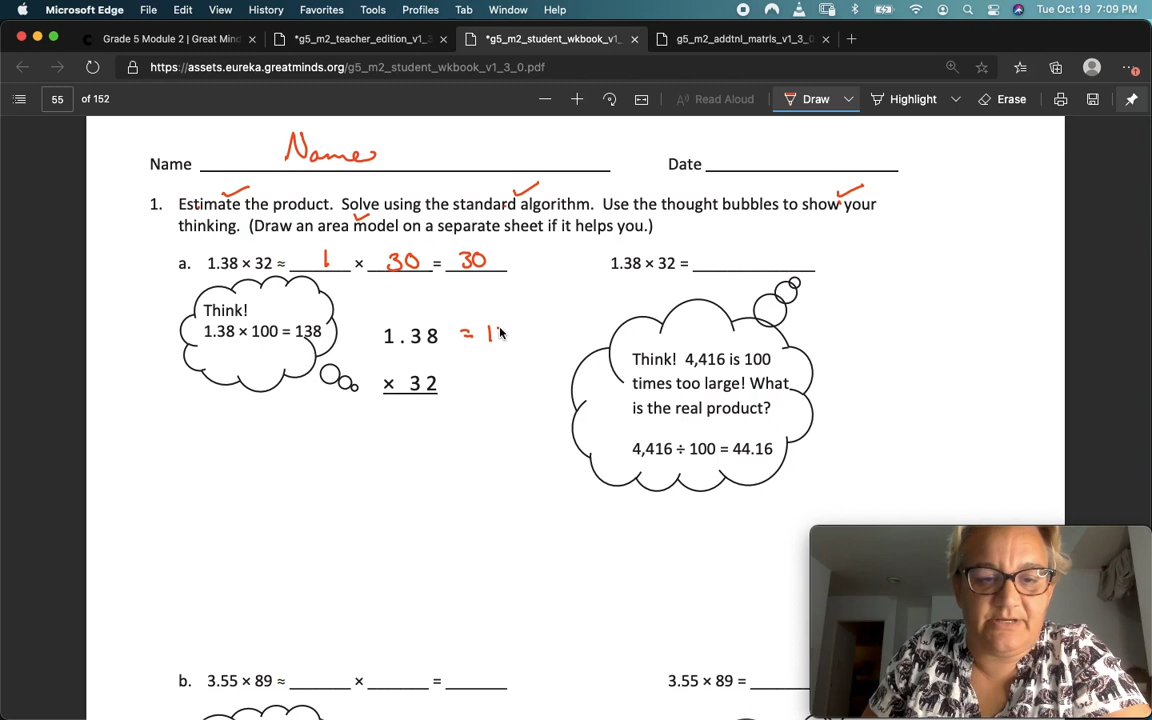 Microsoft Edge File Edit View History Favorites Tools Profiles Tab Window Help Tue Oct 19 7:09 PM
Grade 5 Module 2 | Great Mind *g5_m2_teacher_edition_v1_3 *g5_m2_student_wkbook_v1_ g5_m2_addtnl_matrls_v1_3_0
https://assets.eureka.greatminds.org/g5_m2_student_wkbook_v1_3_0.pdf
55 of 152 Read Aloud Draw Highlight Erase
Name Name Date
1. Estimate the product. Solve using the standard algorithm. Use the thought bubbles to show your
thinking. (Draw an area model on a separate sheet if it helps you.)
a. 1.38 × 32 ≈ 1 × 30 = 30 1.38 × 32 =
Think!
1.38 × 100 = 138
1.38 = 1
× 32
Think! 4,416 is 100
times too large! What
is the real product?
4,416 ÷ 100 = 44.16
b. 3.55 × 89 ≈ × = 3.55 × 89 =